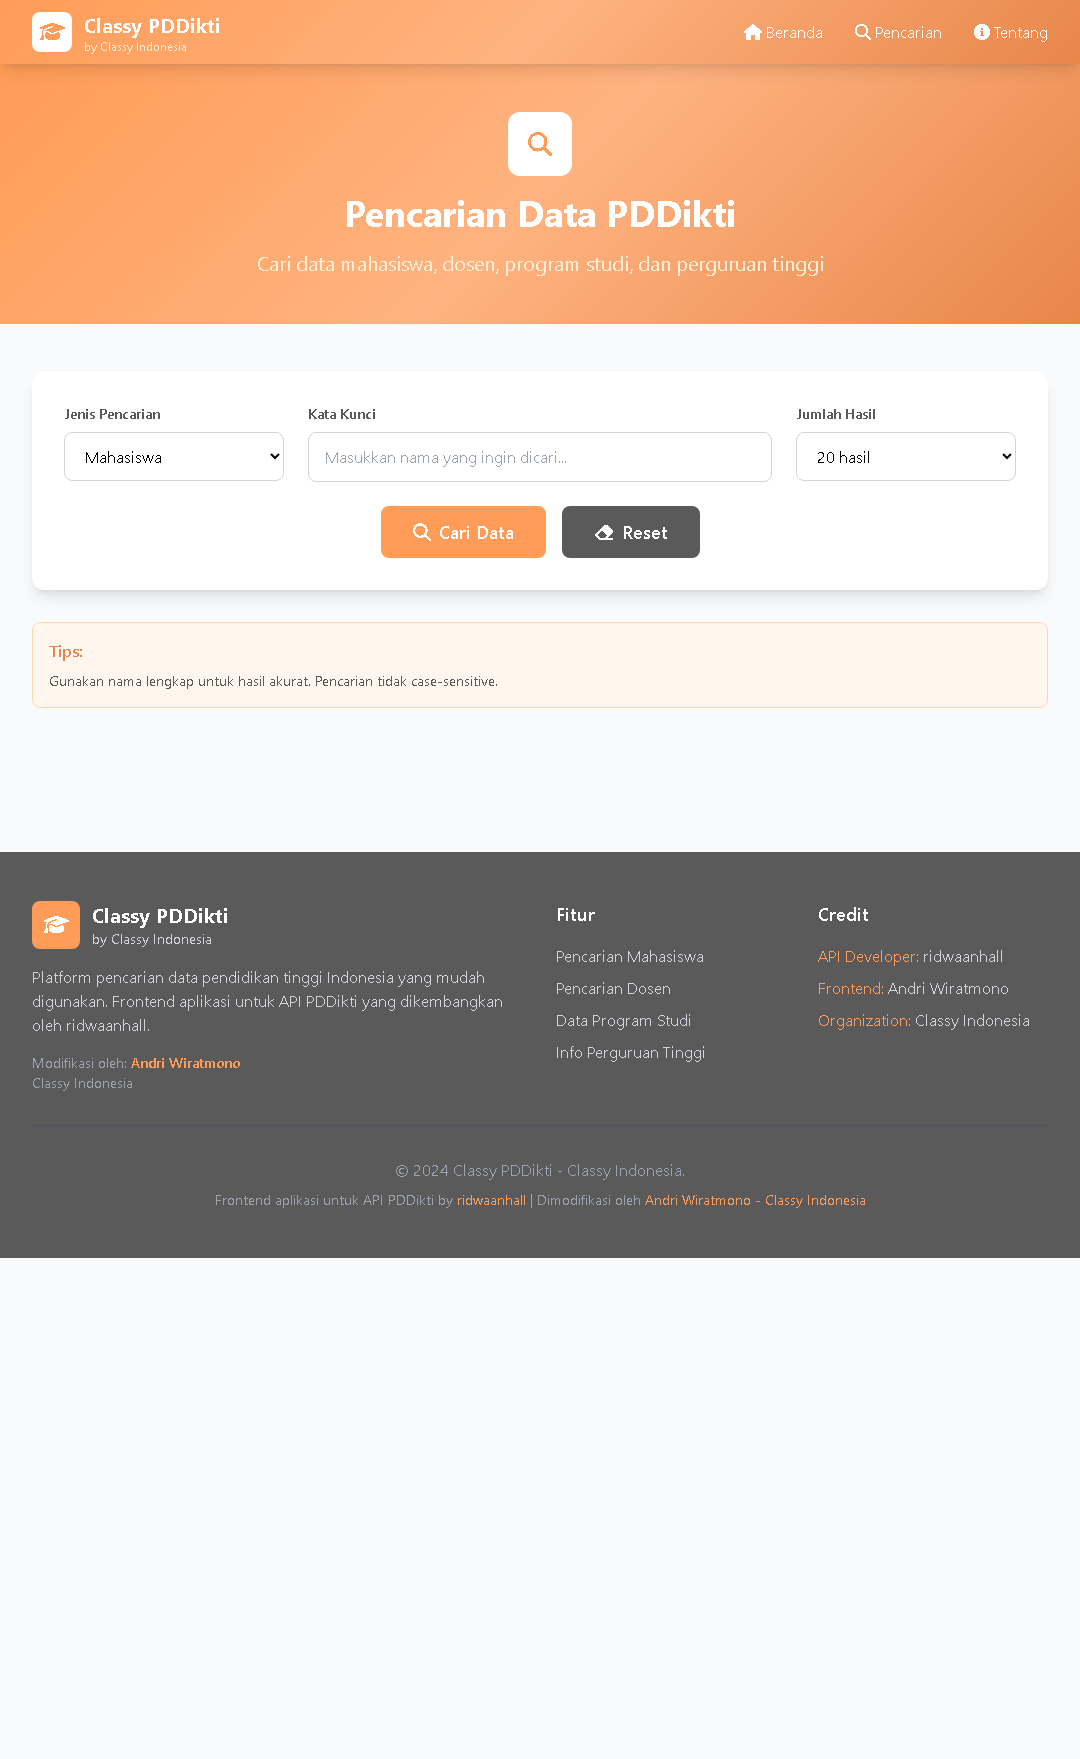 Classy PDDikti
by Classy Indonesia
Beranda
Pencarian
Tentang
Pencarian Data PDDikti
Cari data mahasiswa, dosen, program studi, dan perguruan tinggi
Jenis Pencarian
Kata Kunci
Jumlah Hasil
Mahasiswa
Masukkan nama yang ingin dicari...
20 hasil
Cari Data
Reset
Tips:
Gunakan nama lengkap untuk hasil akurat. Pencarian tidak case-sensitive.
Classy PDDikti
by Classy Indonesia
Platform pencarian data pendidikan tinggi Indonesia yang mudah
digunakan. Frontend aplikasi untuk API PDDikti yang dikembangkan
oleh ridwaanhall.
Modifikasi oleh: Andri Wiratmono
Classy Indonesia
Fitur
Pencarian Mahasiswa
Pencarian Dosen
Data Program Studi
Info Perguruan Tinggi
Credit
API Developer: ridwaanhall
Frontend: Andri Wiratmono
Organization: Classy Indonesia
© 2024 Classy PDDikti - Classy Indonesia.
Frontend aplikasi untuk API PDDikti by ridwaanhall | Dimodifikasi oleh Andri Wiratmono - Classy Indonesia